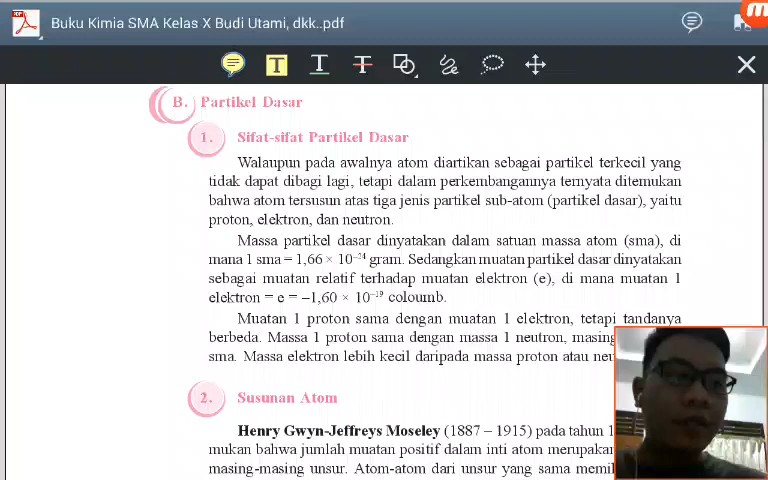 Buku Kimia SMA Kelas X Budi Utami, dkk..pdf
T T T
B. Partikel Dasar
1. Sifat-sifat Partikel Dasar
Walaupun pada awalnya atom diartikan sebagai partikel terkecil yang
tidak dapat dibagi lagi, tetapi dalam perkembangannya ternyata ditemukan
bahwa atom tersusun atas tiga jenis partikel sub-atom (partikel dasar), yaitu
proton, elektron, dan neutron.
Massa partikel dasar dinyatakan dalam satuan massa atom (sma), di
mana 1 sma = 1,66 × 10⁻²⁴ gram. Sedangkan muatan partikel dasar dinyatakan
sebagai muatan relatif terhadap muatan elektron (e), di mana muatan 1
elektron = e = –1,60 × 10⁻¹⁹ coloumb.
Muatan 1 proton sama dengan muatan 1 elektron, tetapi tandanya
berbeda. Massa 1 proton sama dengan massa 1 neutron, masing
sma. Massa elektron lebih kecil daripada massa proton atau neu
2. Susunan Atom
Henry Gwyn-Jeffreys Moseley (1887 – 1915) pada tahun 1
mukan bahwa jumlah muatan positif dalam inti atom merupakan
masing-masing unsur. Atom-atom dari unsur yang sama memil